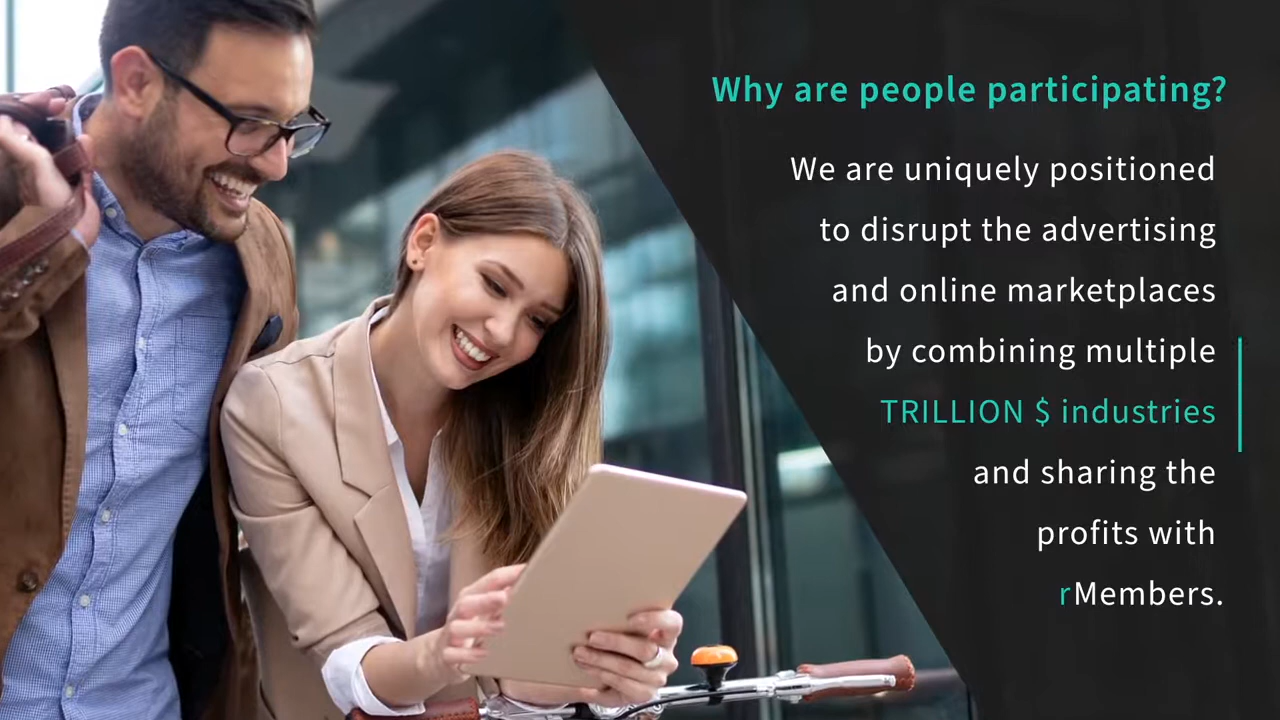 Why are people participating?
We are uniquely positioned
to disrupt the advertising
and online marketplaces
by combining multiple
TRILLION $ industries
and sharing the
profits with
rMembers.